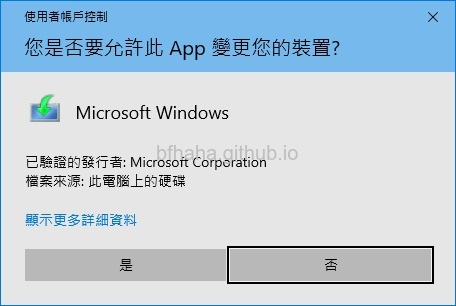 使用者帳戶控制
您是否要允許此 App 變更您的裝置?
Microsoft Windows
bfhaha.github.io
已驗證的發行者: Microsoft Corporation
檔案來源: 此電腦上的硬碟
顯示更多詳細資料
是
否